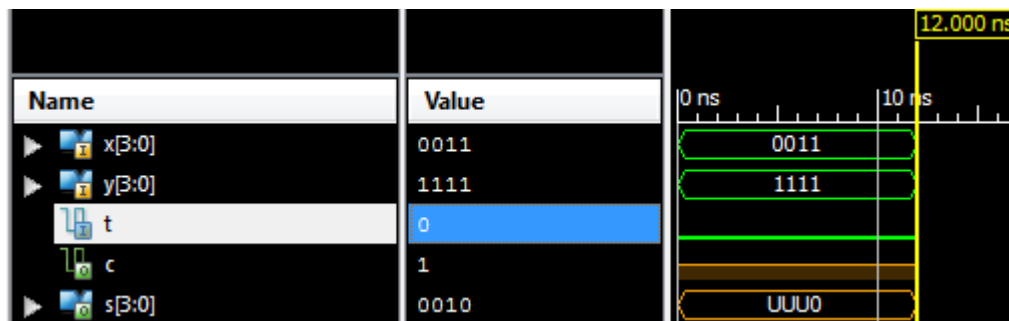 12.000 ns
Name Value 0 ns 10 ns
x[3:0] 0011 0011
y[3:0] 1111 1111
t 0
c 1
s[3:0] 0010 UUU0